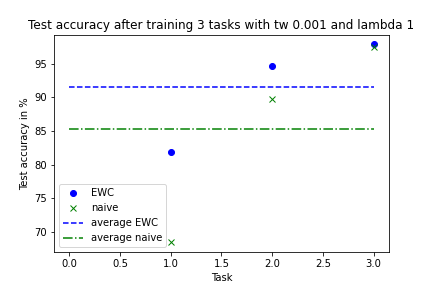 Test accuracy after training 3 tasks with tw 0.001 and lambda 1
Test accuracy in %
95
90
85
80
75
70
EWC
naive
average EWC
average naive
0.0 0.5 1.0 1.5 2.0 2.5 3.0
Task